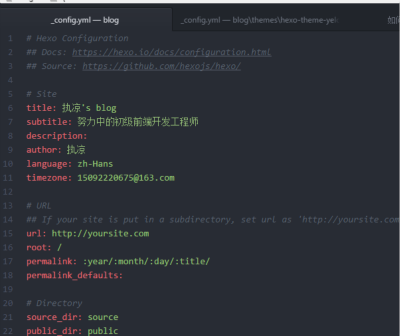 _config.yml — blog
_config.yml — blog\themes\hexo-theme-yel
1 # Hexo Configuration
2 ## Docs: https://hexo.io/docs/configuration.html
3 ## Source: https://github.com/hexojs/hexo/
4
5 # Site
6 title: 执凉's blog
7 subtitle: 努力中的初级前端开发工程师
8 description:
9 author: 执凉
10 language: zh-Hans
11 timezone: 15092220675@163.com
12
13 # URL
14 ## If your site is put in a subdirectory, set url as 'http://yoursite.com
15 url: http://yoursite.com
16 root: /
17 permalink: :year/:month/:day/:title/
18 permalink_defaults:
19
20 # Directory
21 source_dir: source
22 public_dir: public